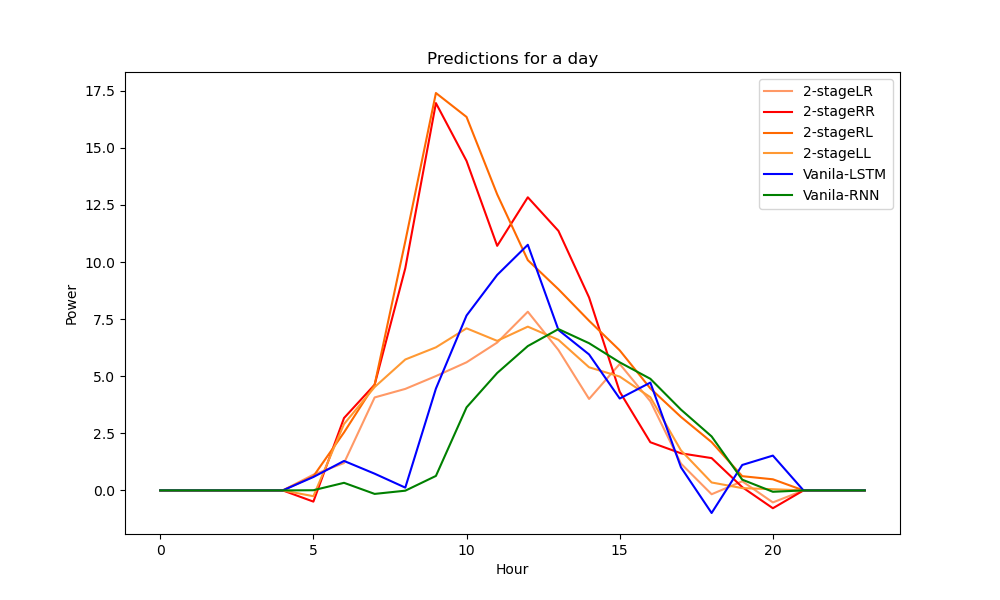 Predictions for a day
2-stageLR
2-stageRR
2-stageRL
2-stageLL
Vanila-LSTM
Vanila-RNN
17.5
15.0
12.5
10.0
7.5
5.0
2.5
0.0
Power
0 5 10 15 20
Hour